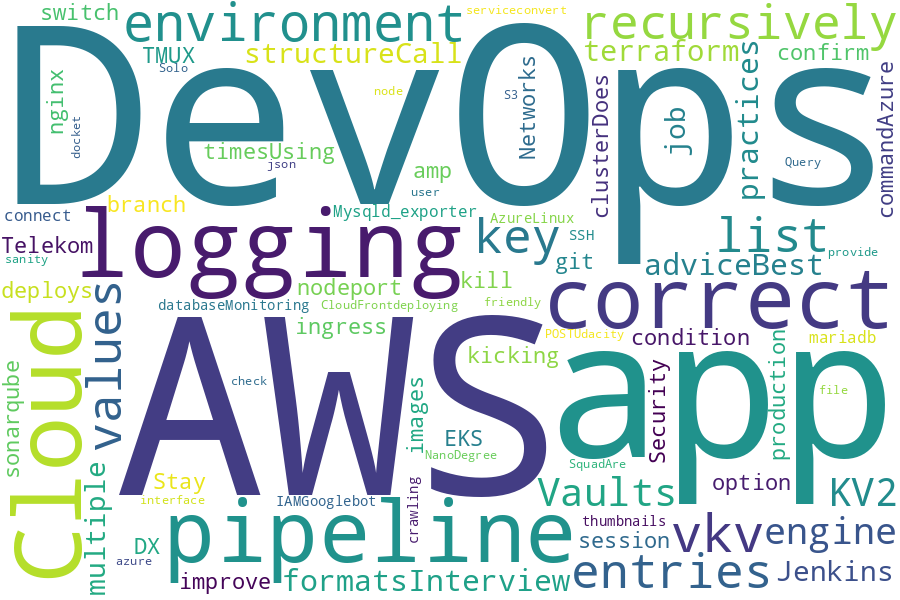 switch
environment
serviceconvert
recursively
DevOps
TMUX
structureCall
terraform
confirm
Solo
nginx
docket
node
S3
Networks
clusterDoes
job
practices
Query
commandAzure
timesUsing
json
amp
user
connect
branch
Mysqld_exporter
AzureLinux
Telekom
logging
key
SSH
list
provide
sanity
git
adviceBest
deploys
values
nodeport
kill
databaseMonitoring
CloudFrontdeploying
friendly
correct
ingress
POSTUdacity
condition
mariadb
Cloud
AWS
app
kicking
sonarqube
check
images
EKS
NanoDegree
Security
production
file
SquadAre
multiple
Stay
interface
IAMGooglebot
crawling
Vaults
option
KV2
pipeline
thumbnails
session
vkv
engine
DX
azure
improve
formatsInterview
entries
Jenkins